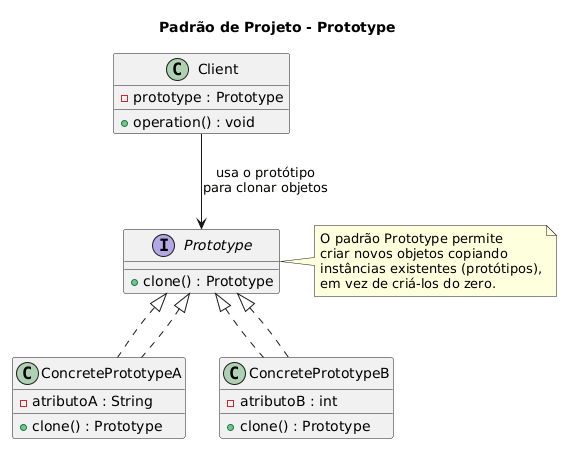 Padrão de Projeto - Prototype
C Client
prototype : Prototype
operation() : void
usa o protótipo
para clonar objetos
I Prototype
clone() : Prototype
O padrão Prototype permite
criar novos objetos copiando
instâncias existentes (protótipos),
em vez de criá-los do zero.
C ConcretePrototypeA
atributoA : String
clone() : Prototype
C ConcretePrototypeB
atributoB : int
clone() : Prototype